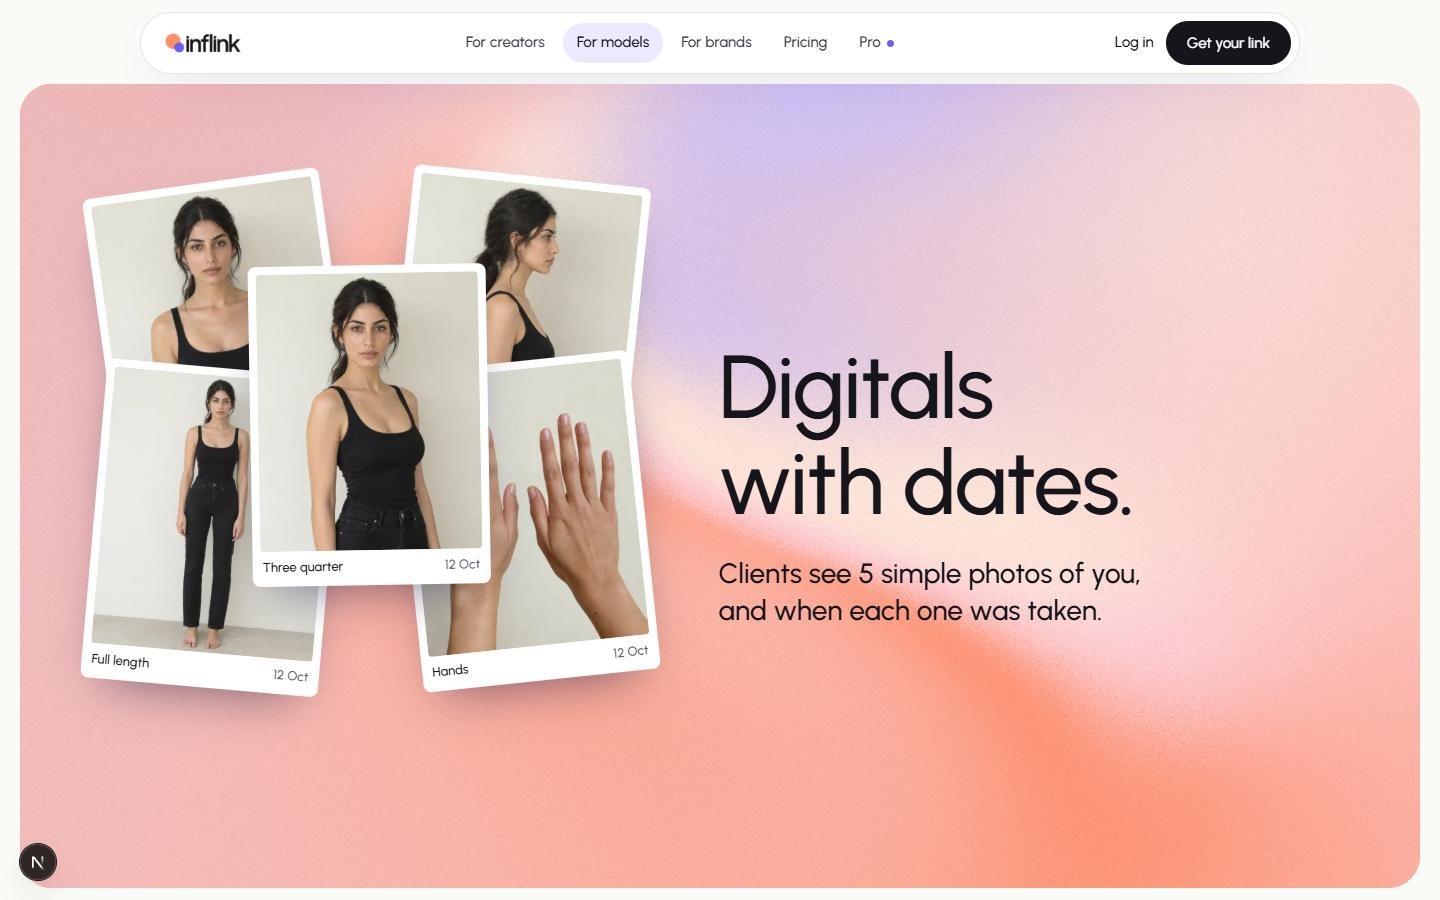 inflink
For creators
For models
For brands
Pricing
Pro
Log in
Get your link
Three quarter
12 Oct
Full length
12 Oct
Hands
12 Oct
Digitals
with dates.
Clients see 5 simple photos of you,
and when each one was taken.
N